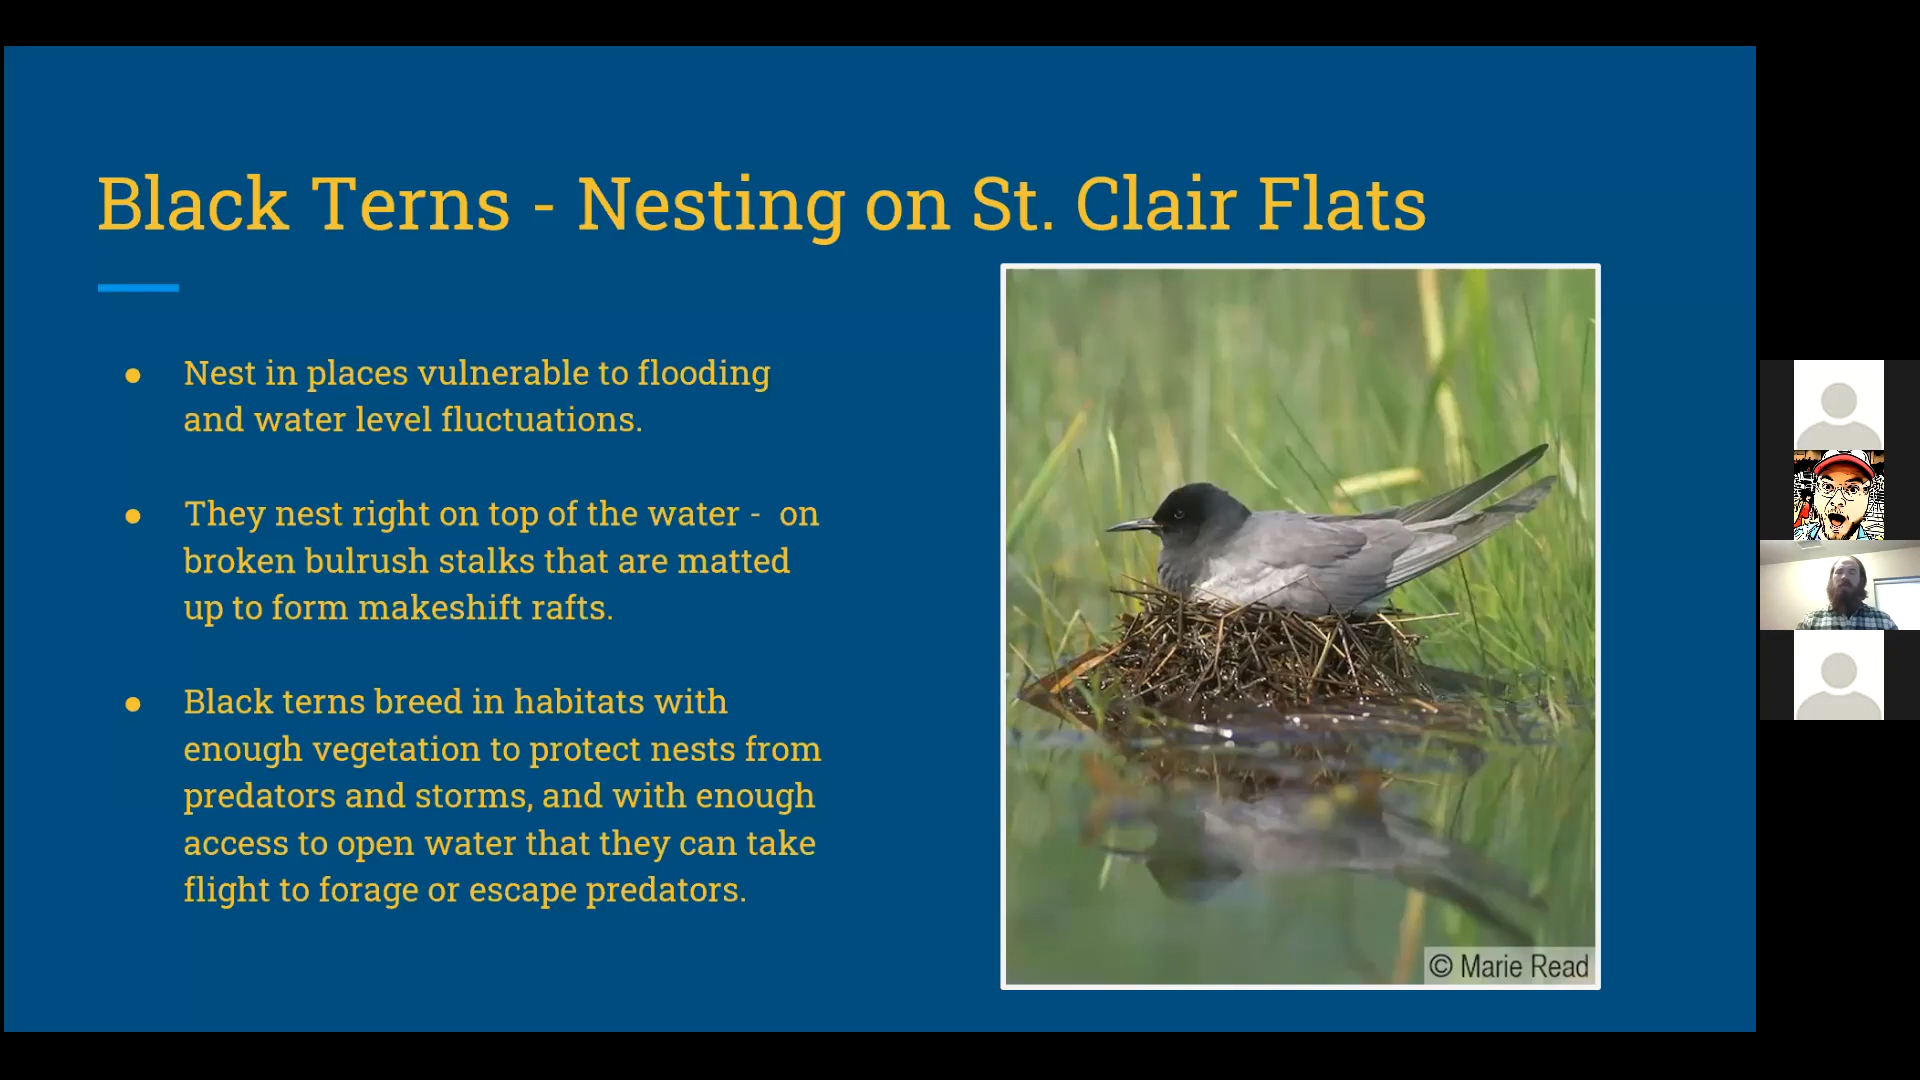 Black Terns - Nesting on St. Clair Flats
● Nest in places vulnerable to flooding
and water level fluctuations.
● They nest right on top of the water -  on
broken bulrush stalks that are matted
up to form makeshift rafts.
● Black terns breed in habitats with
enough vegetation to protect nests from
predators and storms, and with enough
access to open water that they can take
flight to forage or escape predators.
© Marie Read